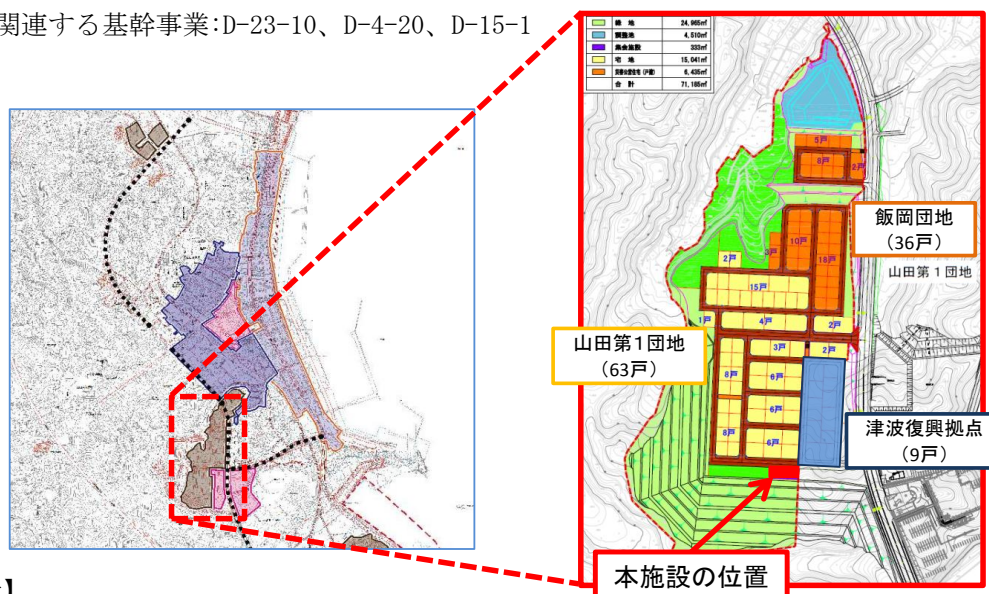 関連する基幹事業:D-23-10、D-4-20、D-15-1
緑 地 24,965㎡
調整池 4,510㎡
集会施設 333㎡
宅 地 15,041㎡
災害公営住宅(戸建) 6,435㎡
合 計 71,185㎡
5戸
8戸
2戸
飯岡団地
(36戸)
山田第1団地
10戸
18戸
3戸
2戸
15戸
1戸
4戸
2戸
山田第1団地
(63戸)
3戸
2戸
8戸
6戸
6戸
8戸
6戸
津波復興拠点
(9戸)
本施設の位置